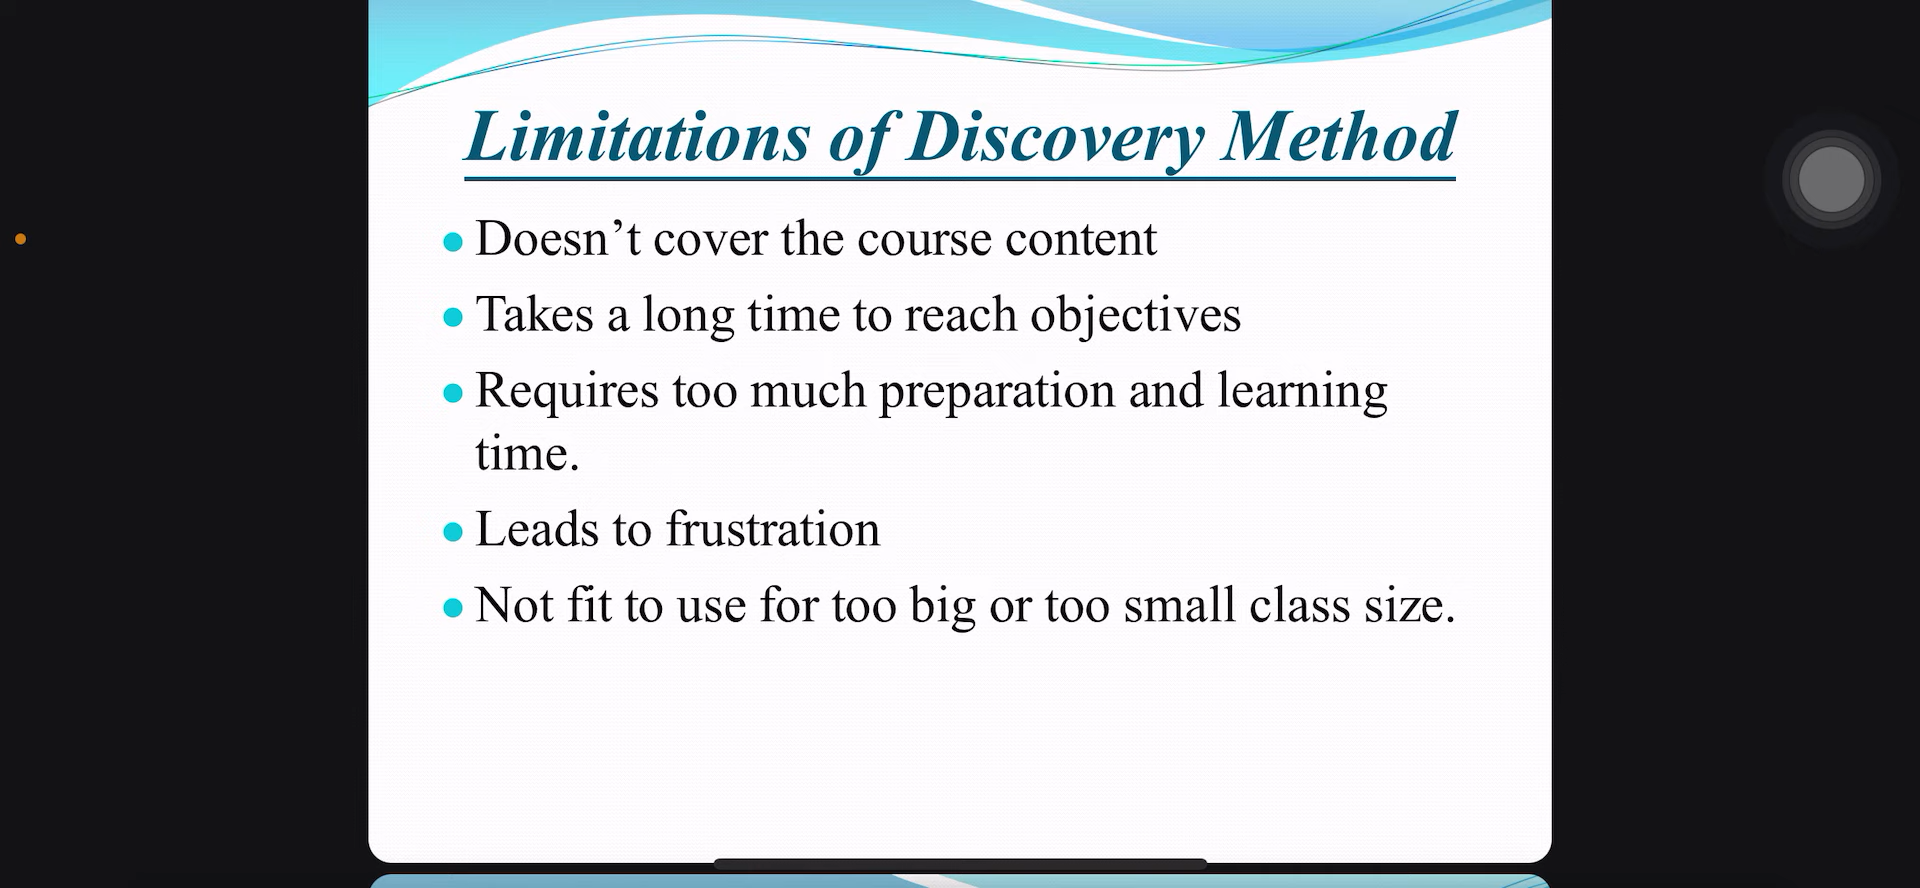 Limitations of Discovery Method
Doesn’t cover the course content
Takes a long time to reach objectives
Requires too much preparation and learning
time.
Leads to frustration
Not fit to use for too big or too small class size.